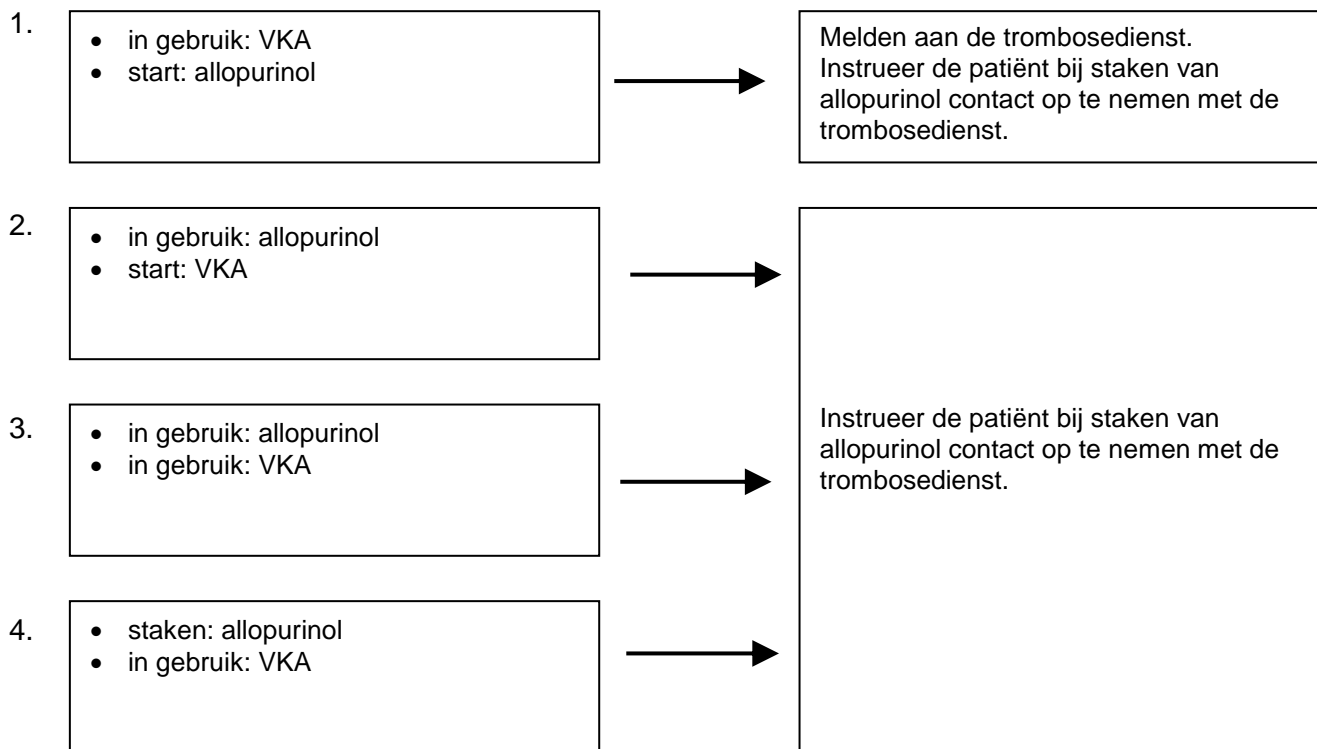 1.
• in gebruik: VKA
• start: allopurinol
Melden aan de trombosedienst.
Instrueer de patiënt bij staken van
allopurinol contact op te nemen met de
trombosedienst.
2.
• in gebruik: allopurinol
• start: VKA
3.
• in gebruik: allopurinol
• in gebruik: VKA
Instrueer de patiënt bij staken van
allopurinol contact op te nemen met de
trombosedienst.
4.
• staken: allopurinol
• in gebruik: VKA